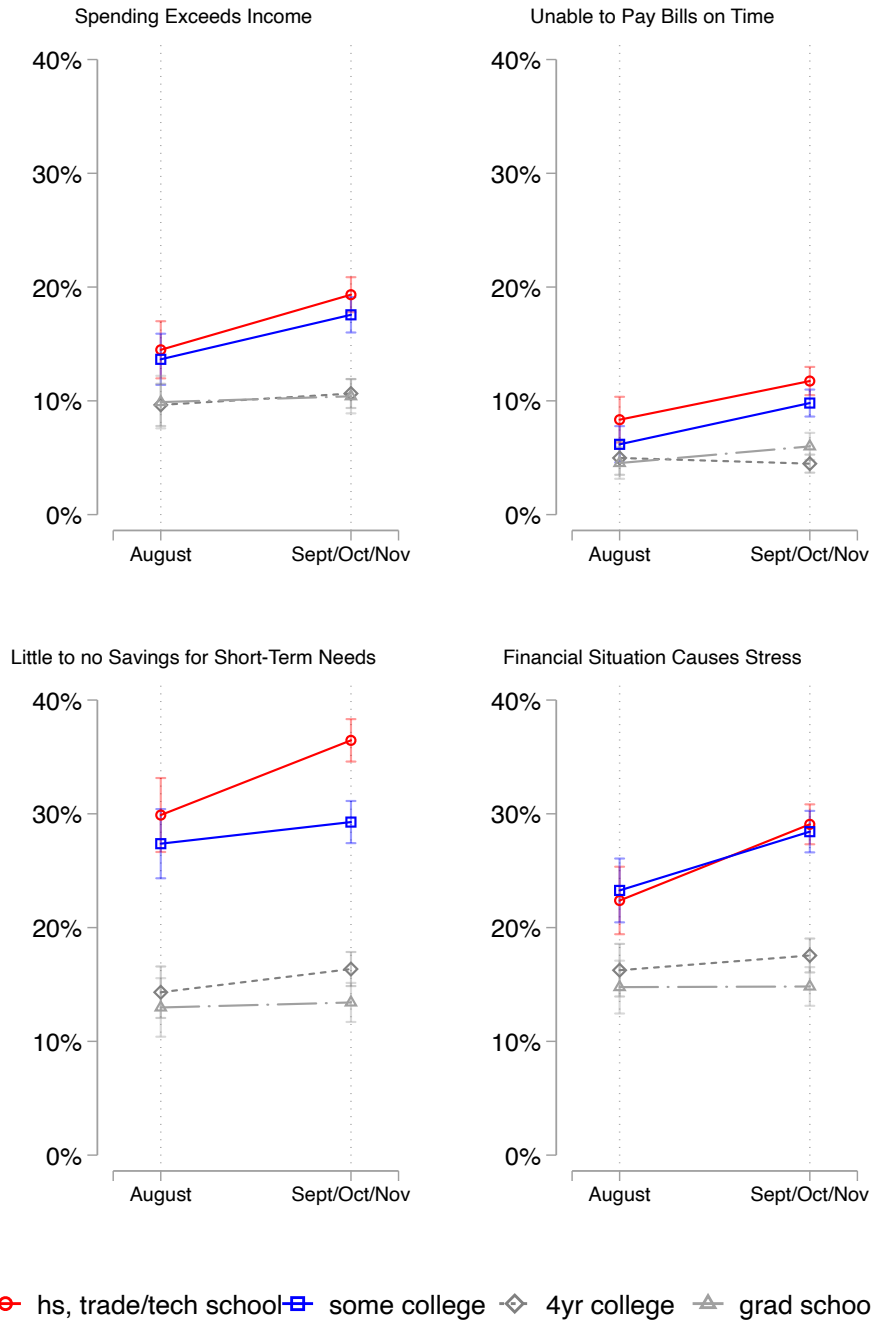 Spending Exceeds Income
Unable to Pay Bills on Time
40%
30%
20%
10%
0%
August
Sept/Oct/Nov
40%
30%
20%
10%
0%
August
Sept/Oct/Nov
Little to no Savings for Short-Term Needs
Financial Situation Causes Stress
40%
30%
20%
10%
0%
August
Sept/Oct/Nov
40%
30%
20%
10%
0%
August
Sept/Oct/Nov
hs, trade/tech school some college 4yr college grad schoo